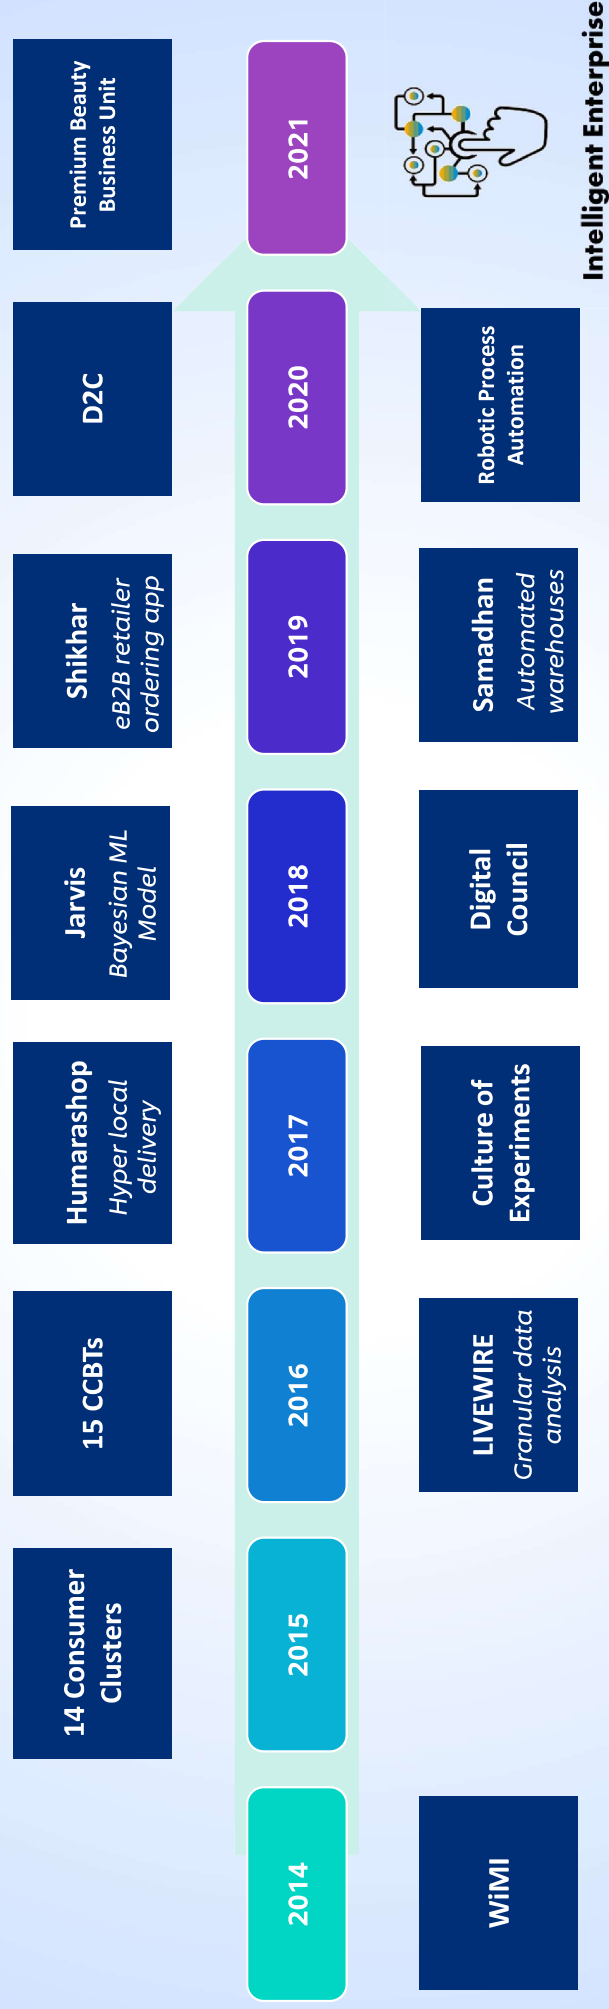 14 Consumer
Clusters
15 CCBTs
Humarashop
Hyper local
delivery
Jarvis
Bayesian ML
Model
Shikhar
eB2B retailer
ordering app
D2C
Premium Beauty
Business Unit
2014
2015
2016
2017
2018
2019
2020
2021
WiMI
LIVEWIRE
Granular data
analysis
Culture of
Experiments
Digital
Council
Samadhan
Automated
warehouses
Robotic Process
Automation
Intelligent Enterprise